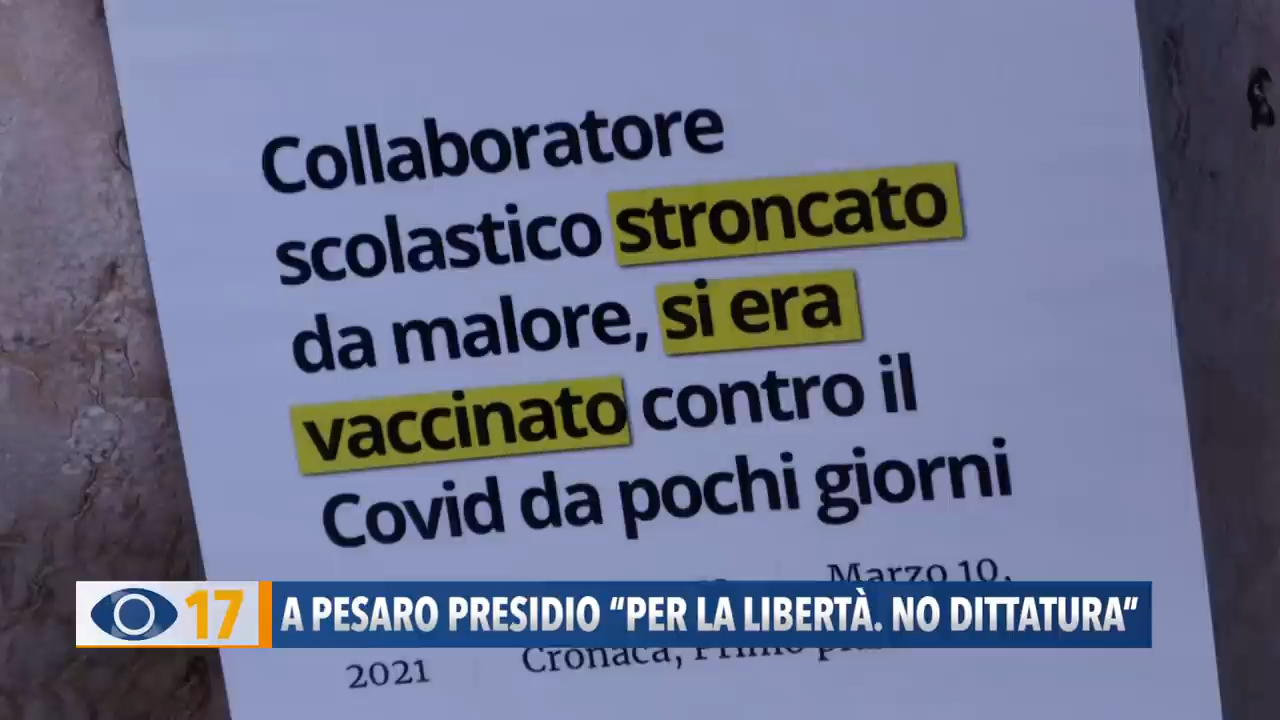 Collaboratore
scolastico stroncato
da malore, si era
vaccinato contro il
Covid da pochi giorni
Marzo 10,
17 A PESARO PRESIDIO “PER LA LIBERTÀ. NO DITTATURA“
2021 Cronaca, Primo